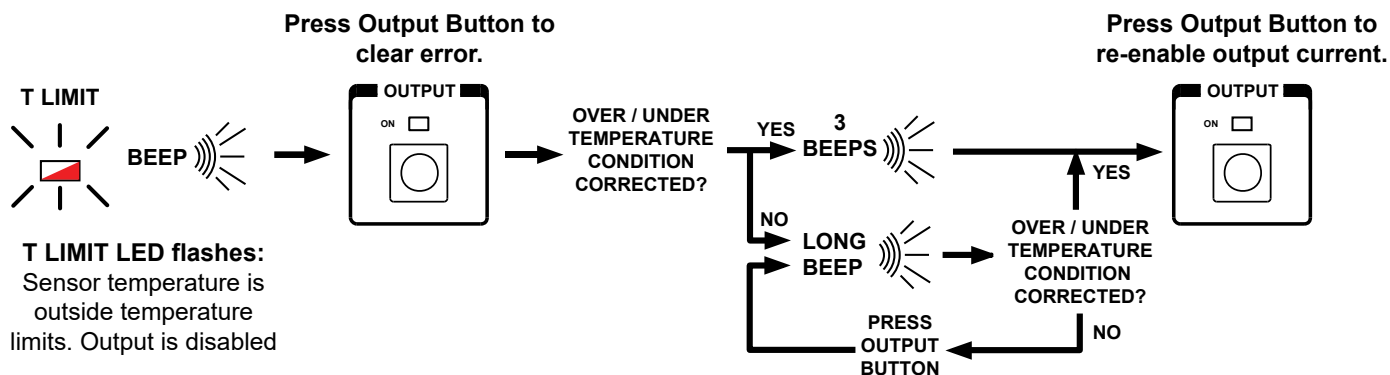 Press Output Button to
clear error.
Press Output Button to
re-enable output current.
T LIMIT
BEEP
OUTPUT
ON
OVER / UNDER
TEMPERATURE
CONDITION
CORRECTED?
YES
3
BEEPS
YES
OUTPUT
ON
NO
LONG
BEEP
OVER / UNDER
TEMPERATURE
CONDITION
CORRECTED?
NO
PRESS
OUTPUT
BUTTON
T LIMIT LED flashes:
Sensor temperature is
outside temperature
limits. Output is disabled